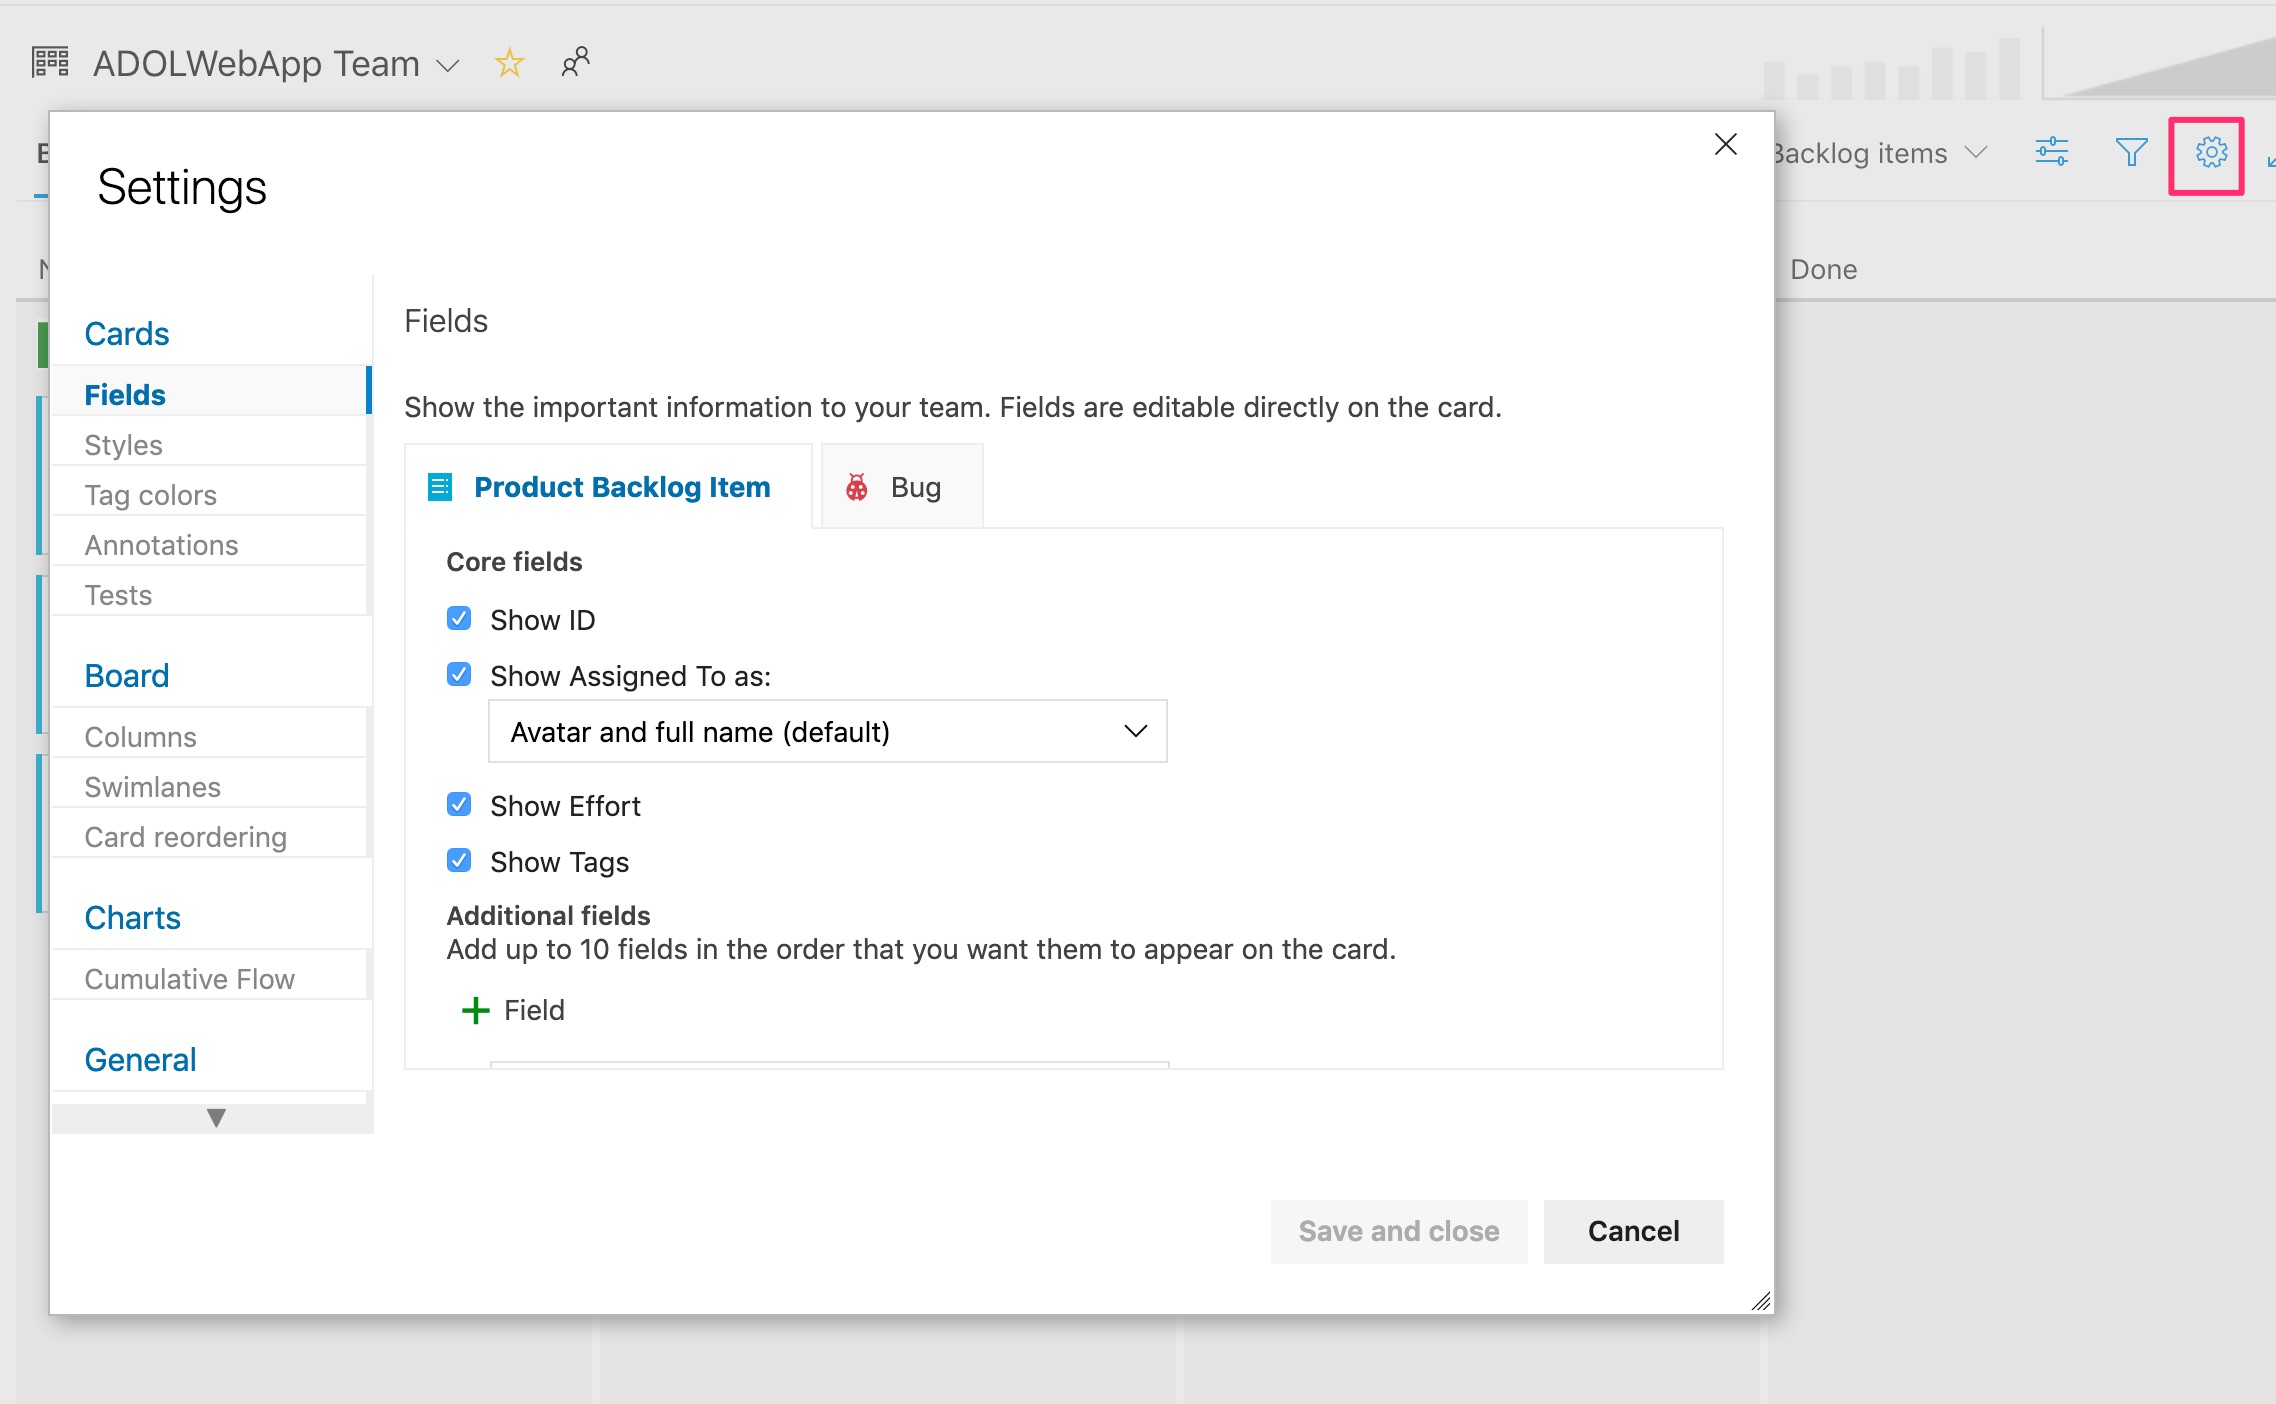 ADOLWebApp Team
Backlog items
Settings
Done
Cards
Fields
Styles
Tag colors
Annotations
Tests
Board
Columns
Swimlanes
Card reordering
Charts
Cumulative Flow
General
Fields
Show the important information to your team. Fields are editable directly on the card.
Product Backlog Item
Bug
Core fields
Show ID
Show Assigned To as:
Avatar and full name (default)
Show Effort
Show Tags
Additional fields
Add up to 10 fields in the order that you want them to appear on the card.
Field
Save and close
Cancel